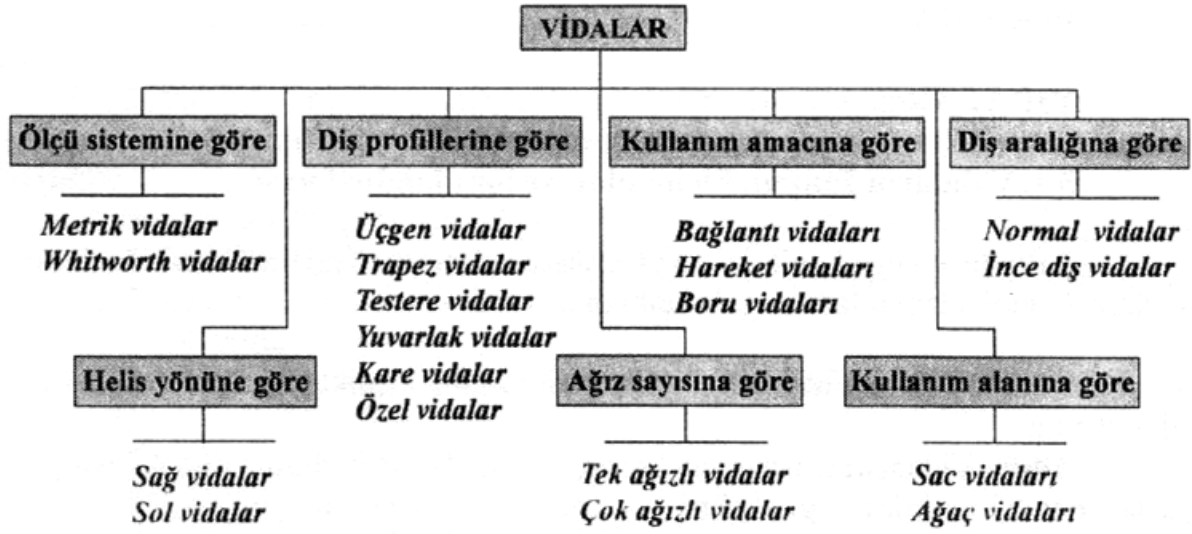 VİDALAR
Ölçü sistemine göre
Metrik vidalar
Whitworth vidalar
Diş profillerine göre
Üçgen vidalar
Trapez vidalar
Testere vidalar
Yuvarlak vidalar
Kare vidalar
Özel vidalar
Kullanım amacına göre
Bağlantı vidaları
Hareket vidaları
Boru vidaları
Diş aralığına göre
Normal vidalar
İnce diş vidalar
Helis yönüne göre
Sağ vidalar
Sol vidalar
Ağız sayısına göre
Tek ağızlı vidalar
Çok ağızlı vidalar
Kullanım alanına göre
Sac vidaları
Ağaç vidaları